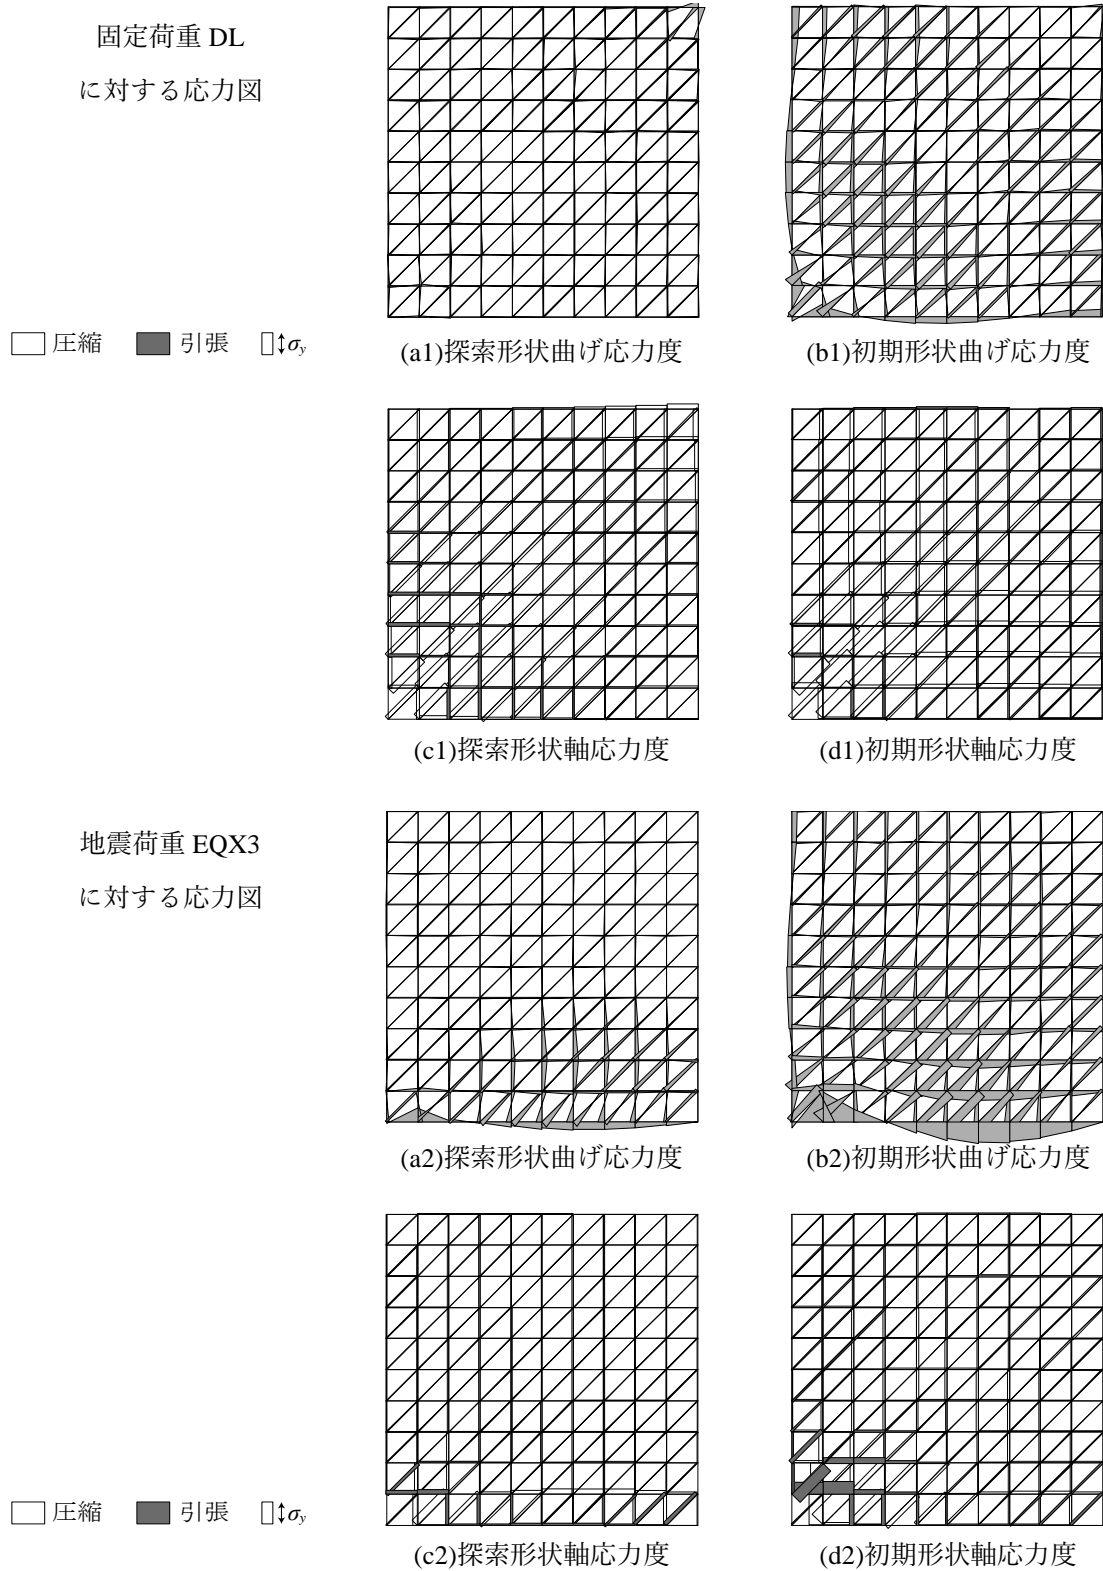 固定荷重 DL
に対する応力図
圧縮 引張 σy
(a1)探索形状曲げ応力度
(b1)初期形状曲げ応力度
(c1)探索形状軸応力度
(d1)初期形状軸応力度
地震荷重 EQX3
に対する応力図
(a2)探索形状曲げ応力度
(b2)初期形状曲げ応力度
圧縮 引張 σy
(c2)探索形状軸応力度
(d2)初期形状軸応力度